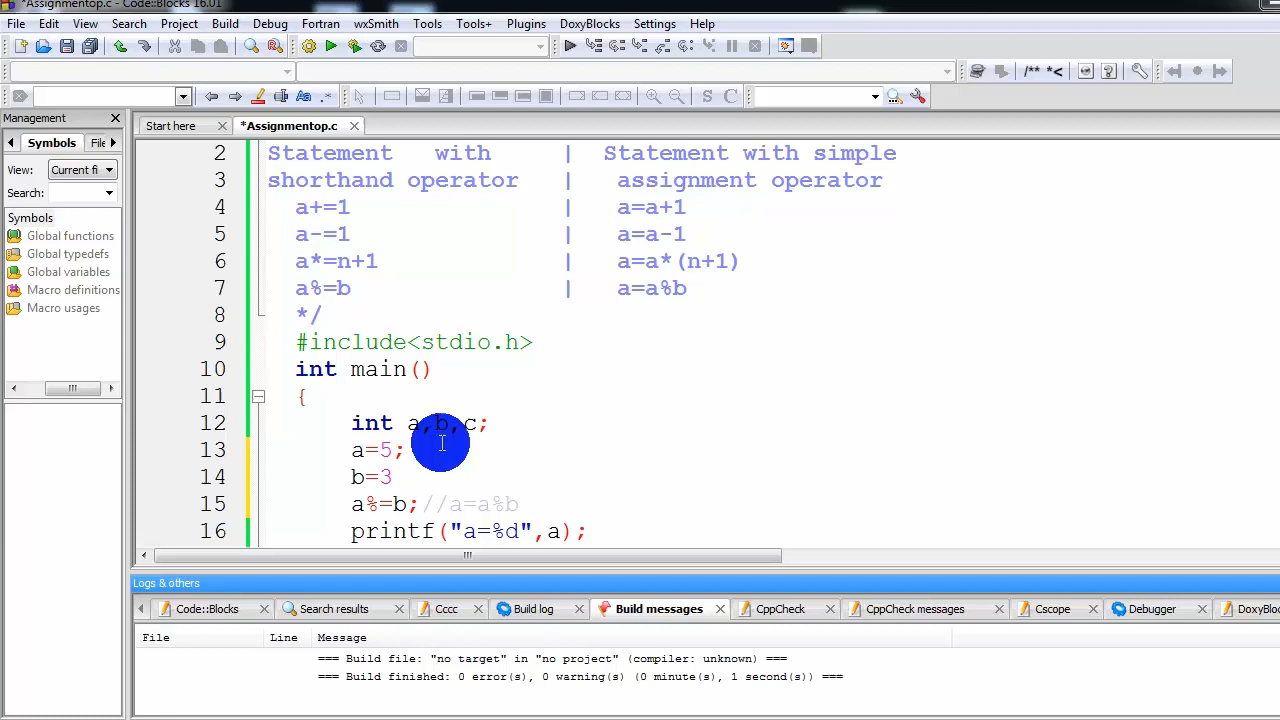 *Assignmentop.c - Code::Blocks 16.01
File Edit View Search Project Build Debug Fortran wxSmith Tools Tools+ Plugins DoxyBlocks Settings Help
/** *<
S C
Management
Start here *Assignmentop.c
Symbols File
View: Current fi
Search:
Symbols
Global functions
Global typedefs
Global variables
Macro definitions
Macro usages
2 Statement with | Statement with simple
3 shorthand operator | assignment operator
4 a+=1 | a=a+1
5 a-=1 | a=a-1
6 a*=n+1 | a=a*(n+1)
7 a%=b | a=a%b
8 */
9 #include<stdio.h>
10 int main()
11 {
12 int a,b,c;
13 a=5;
14 b=3
15 a%=b;//a=a%b
16 printf("a=%d",a);
Logs & others
Code::Blocks Search results Cccc Build log Build messages CppCheck CppCheck messages Cscope Debugger DoxyBlo
File Line Message
=== Build file: "no target" in "no project" (compiler: unknown) ===
=== Build finished: 0 error(s), 0 warning(s) (0 minute(s), 1 second(s)) ===